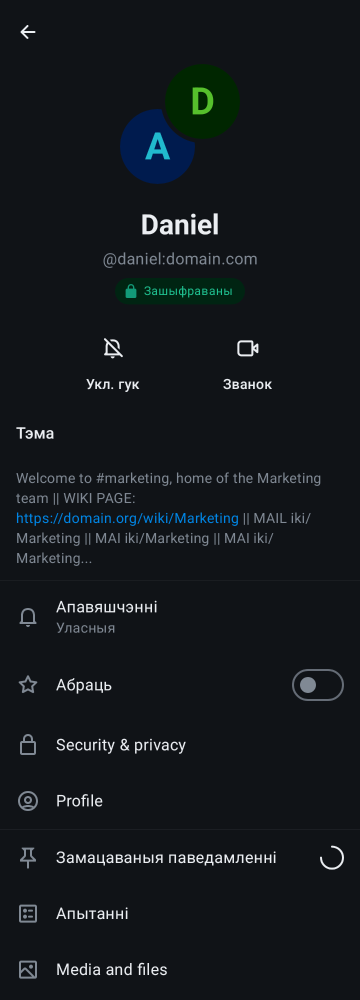 D
A
Daniel
@daniel:domain.com
Зашыфраваны
Укл. гук
Званок
Тэма
Welcome to #marketing, home of the Marketing
team || WIKI PAGE:
https://domain.org/wiki/Marketing || MAIL iki/
Marketing || MAI iki/Marketing || MAI iki/
Marketing...
Апавяшчэнні
Уласныя
Абраць
Security & privacy
Profile
Замацаваныя паведамленні
Апытанні
Media and files